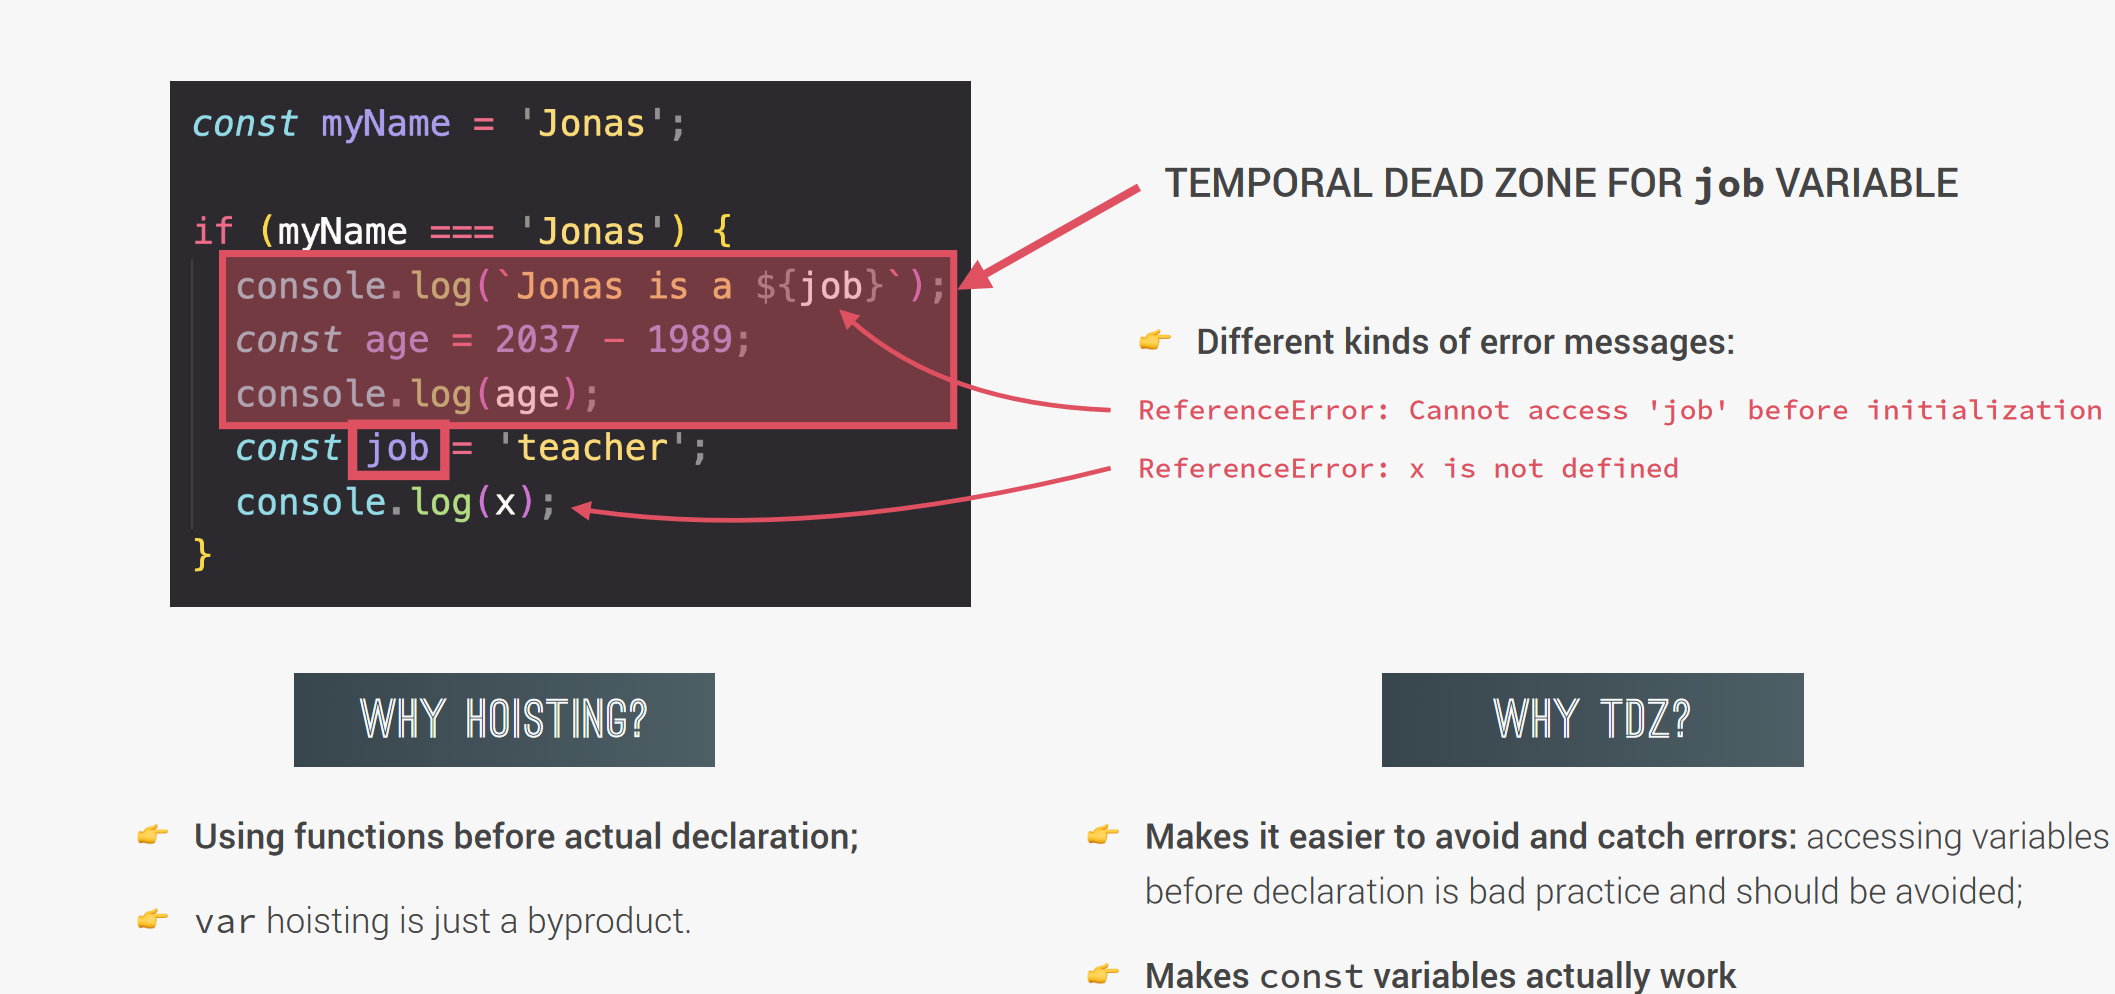 const myName = 'Jonas';
if (myName === 'Jonas') {
console.log(`Jonas is a ${job}`);
const age = 2037 - 1989;
console.log(age);
const job = 'teacher';
console.log(x);
}
TEMPORAL DEAD ZONE FOR job VARIABLE
👉 Different kinds of error messages:
ReferenceError: Cannot access 'job' before initialization
ReferenceError: x is not defined
WHY HOISTING?
👉 Using functions before actual declaration;
👉 var hoisting is just a byproduct.
WHY TDZ?
👉 Makes it easier to avoid and catch errors: accessing variables
before declaration is bad practice and should be avoided;
👉 Makes const variables actually work